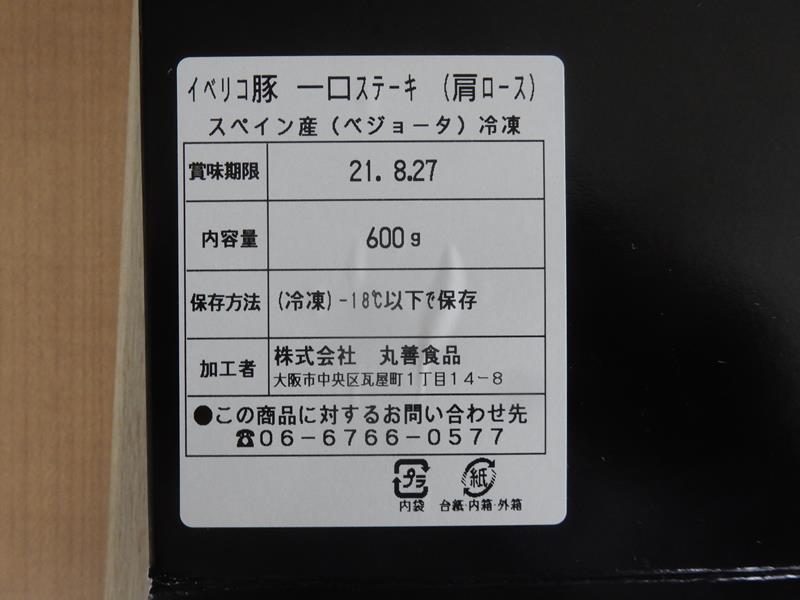 イベリコ豚 一口ステーキ (肩ロース)
スペイン産（ベジョータ）冷凍
賞味期限 21. 8.27
内容量 600g
保存方法 (冷凍)-18℃以下で保存
加工者 株式会社 丸善食品
大阪市中央区瓦屋町１丁目１４－８
●この商品に対するお問い合わせ先
☎０６－６７６６－０５７７
プラ 紙
内袋 台紙・内箱・外箱